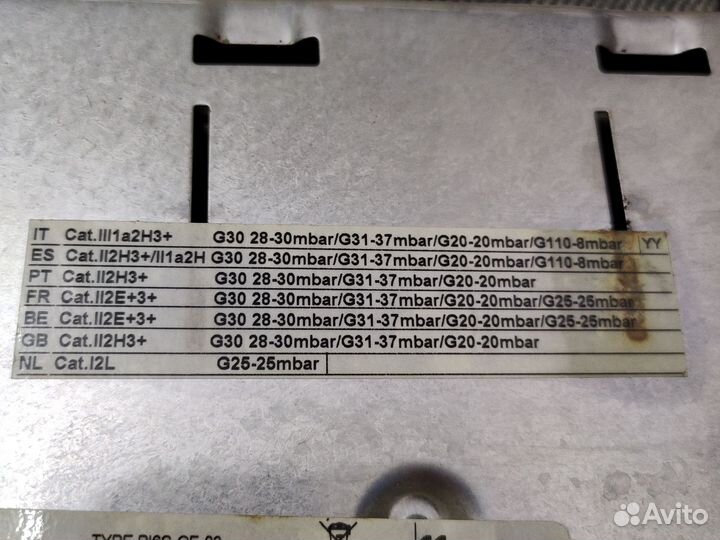 IT Cat.III1a2H3+ G30 28-30mbar/G31-37mbar/G20-20mbar/G110-8mbar YY
ES Cat.II2H3+/II1a2H G30 28-30mbar/G31-37mbar/G20-20mbar/G110-8mbar
PT Cat.II2H3+ G30 28-30mbar/G31-37mbar/G20-20mbar
FR Cat.II2E+3+ G30 28-30mbar/G31-37mbar/G20-20mbar/G25-25mbar
BE Cat.II2E+3+ G30 28-30mbar/G31-37mbar/G20-20mbar/G25-25mbar
GB Cat.II2H3+ G30 28-30mbar/G31-37mbar/G20-20mbar
NL Cat.I2L G25-25mbar
TYPE
Avito